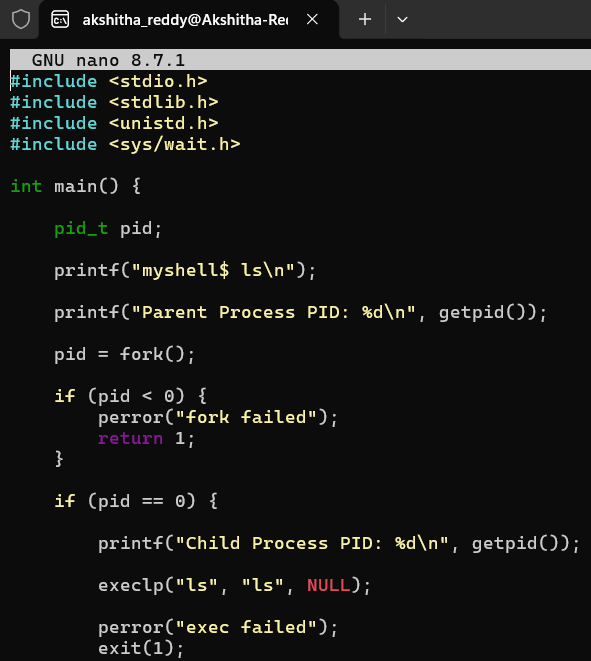 akshitha_reddy@Akshitha-Re
GNU nano 8.7.1
#include <stdio.h>
#include <stdlib.h>
#include <unistd.h>
#include <sys/wait.h>
int main() {
pid_t pid;
printf("myshell$ ls\n");
printf("Parent Process PID: %d\n", getpid());
pid = fork();
if (pid < 0) {
perror("fork failed");
return 1;
}
if (pid == 0) {
printf("Child Process PID: %d\n", getpid());
execlp("ls", "ls", NULL);
perror("exec failed");
exit(1);